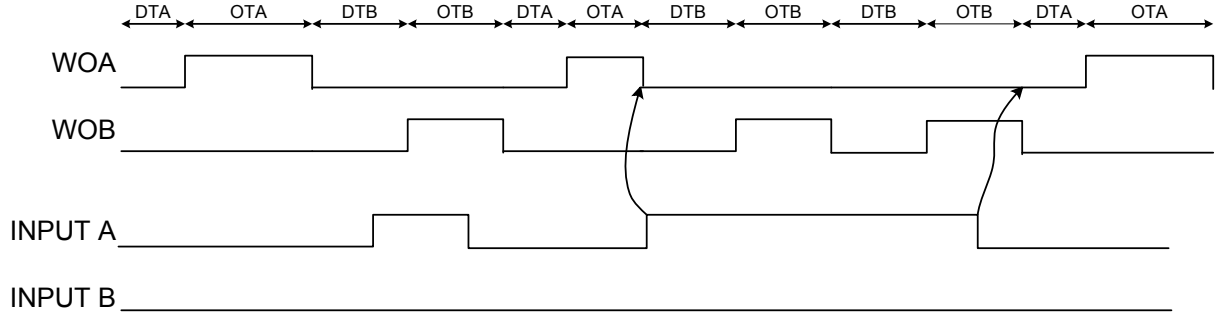 DTA OTA DTB OTB DTA OTA DTB OTB DTB OTB DTA OTA
WOA
WOB
INPUT A
INPUT B